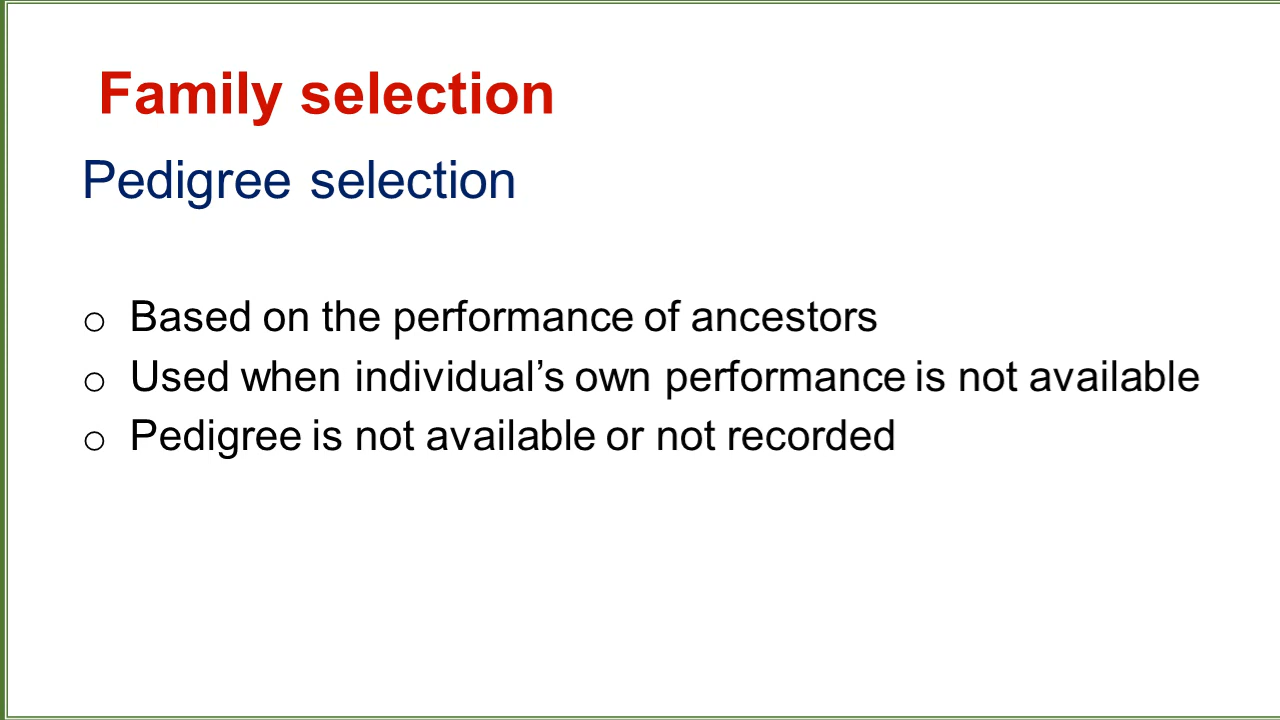 Family selection
Pedigree selection
o Based on the performance of ancestors
o Used when individual’s own performance is not available
o Pedigree is not available or not recorded